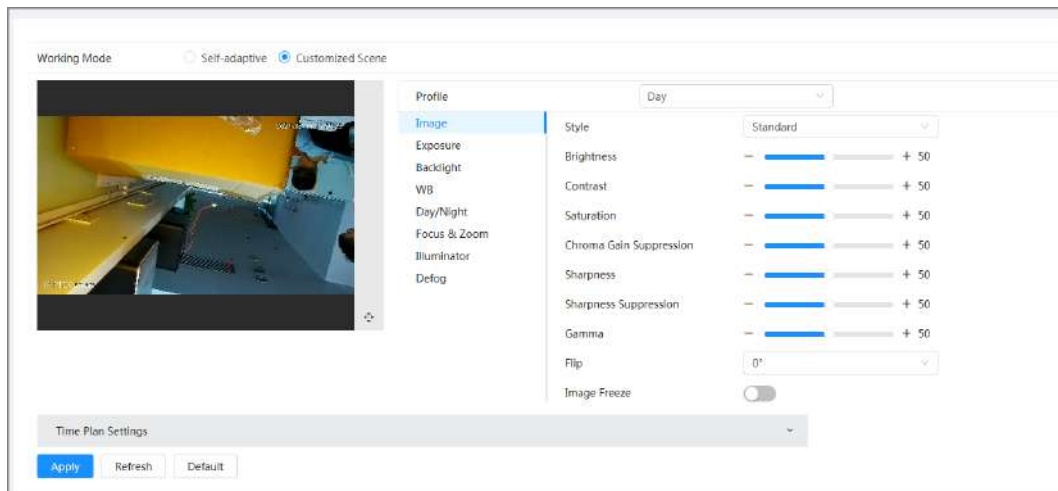 Working Mode
Self-adaptive
Customized Scene
Profile
Day
Image
Exposure
Backlight
WB
Day/Night
Focus & Zoom
Illuminator
Defog
Style
Standard
Brightness
- + 50
Contrast
- + 50
Saturation
- + 50
Chroma Gain Suppression
- + 50
Sharpness
- + 50
Sharpness Suppression
- + 50
Gamma
- + 50
Flip
0°
Image Freeze
Time Plan Settings
Apply
Refresh
Default